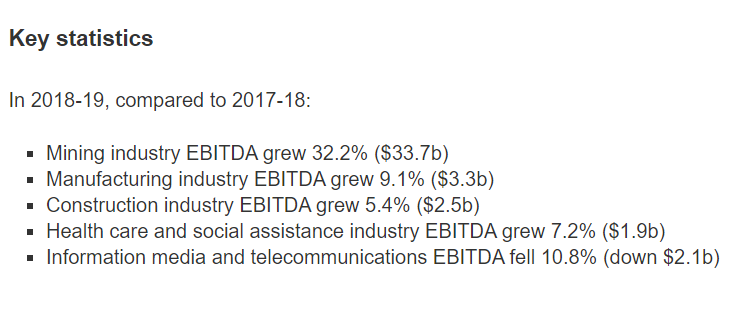 Key statistics
In 2018-19, compared to 2017-18:
▪ Mining industry EBITDA grew 32.2% ($33.7b)
▪ Manufacturing industry EBITDA grew 9.1% ($3.3b)
▪ Construction industry EBITDA grew 5.4% ($2.5b)
▪ Health care and social assistance industry EBITDA grew 7.2% ($1.9b)
▪ Information media and telecommunications EBITDA fell 10.8% (down $2.1b)